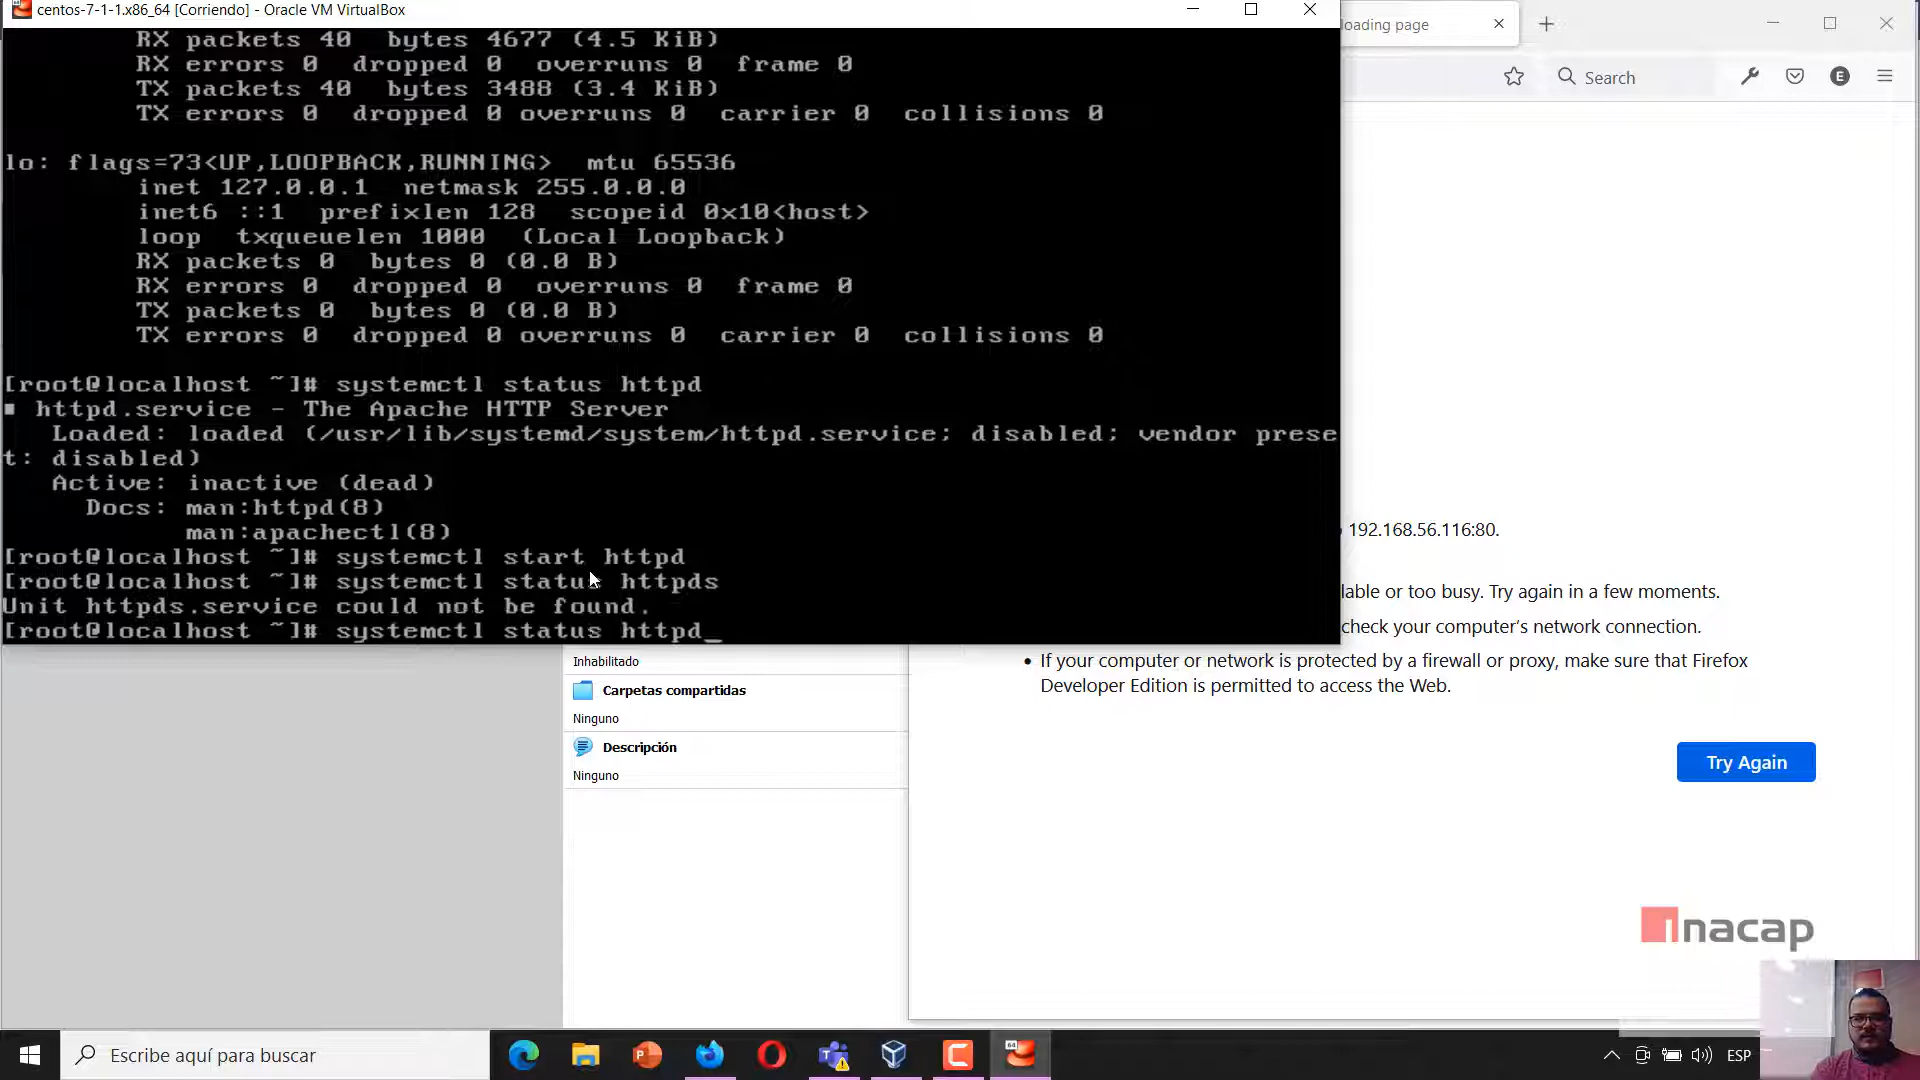 centos-7-1-1.x86_64 [Corriendo] - Oracle VM VirtualBox
RX packets 40  bytes 4677 (4.5 KiB)
RX errors 0  dropped 0  overruns 0  frame 0
TX packets 40  bytes 3488 (3.4 KiB)
TX errors 0  dropped 0 overruns 0  carrier 0  collisions 0
lo: flags=73<UP,LOOPBACK,RUNNING>  mtu 65536
inet 127.0.0.1  netmask 255.0.0.0
inet6 ::1  prefixlen 128  scopeid 0x10<host>
loop  txqueuelen 1000  (Local Loopback)
RX packets 0  bytes 0 (0.0 B)
RX errors 0  dropped 0  overruns 0  frame 0
TX packets 0  bytes 0 (0.0 B)
TX errors 0  dropped 0 overruns 0  carrier 0  collisions 0
[root@localhost ~]# systemctl status httpd
httpd.service - The Apache HTTP Server
Loaded: loaded (/usr/lib/systemd/system/httpd.service; disabled; vendor prese
t: disabled)
Active: inactive (dead)
Docs: man:httpd(8)
man:apachectl(8)
[root@localhost ~]# systemctl start httpd
[root@localhost ~]# systemctl status httpds
Unit httpds.service could not be found.
[root@localhost ~]# systemctl status httpd_
loading page
Search
E
192.168.56.116:80.
lable or too busy. Try again in a few moments.
check your computer’s network connection.
• If your computer or network is protected by a firewall or proxy, make sure that Firefox
Developer Edition is permitted to access the Web.
Try Again
Inhabilitado
Carpetas compartidas
Ninguno
Descripción
Ninguno
inacap
Escribe aquí para buscar
64
ESP